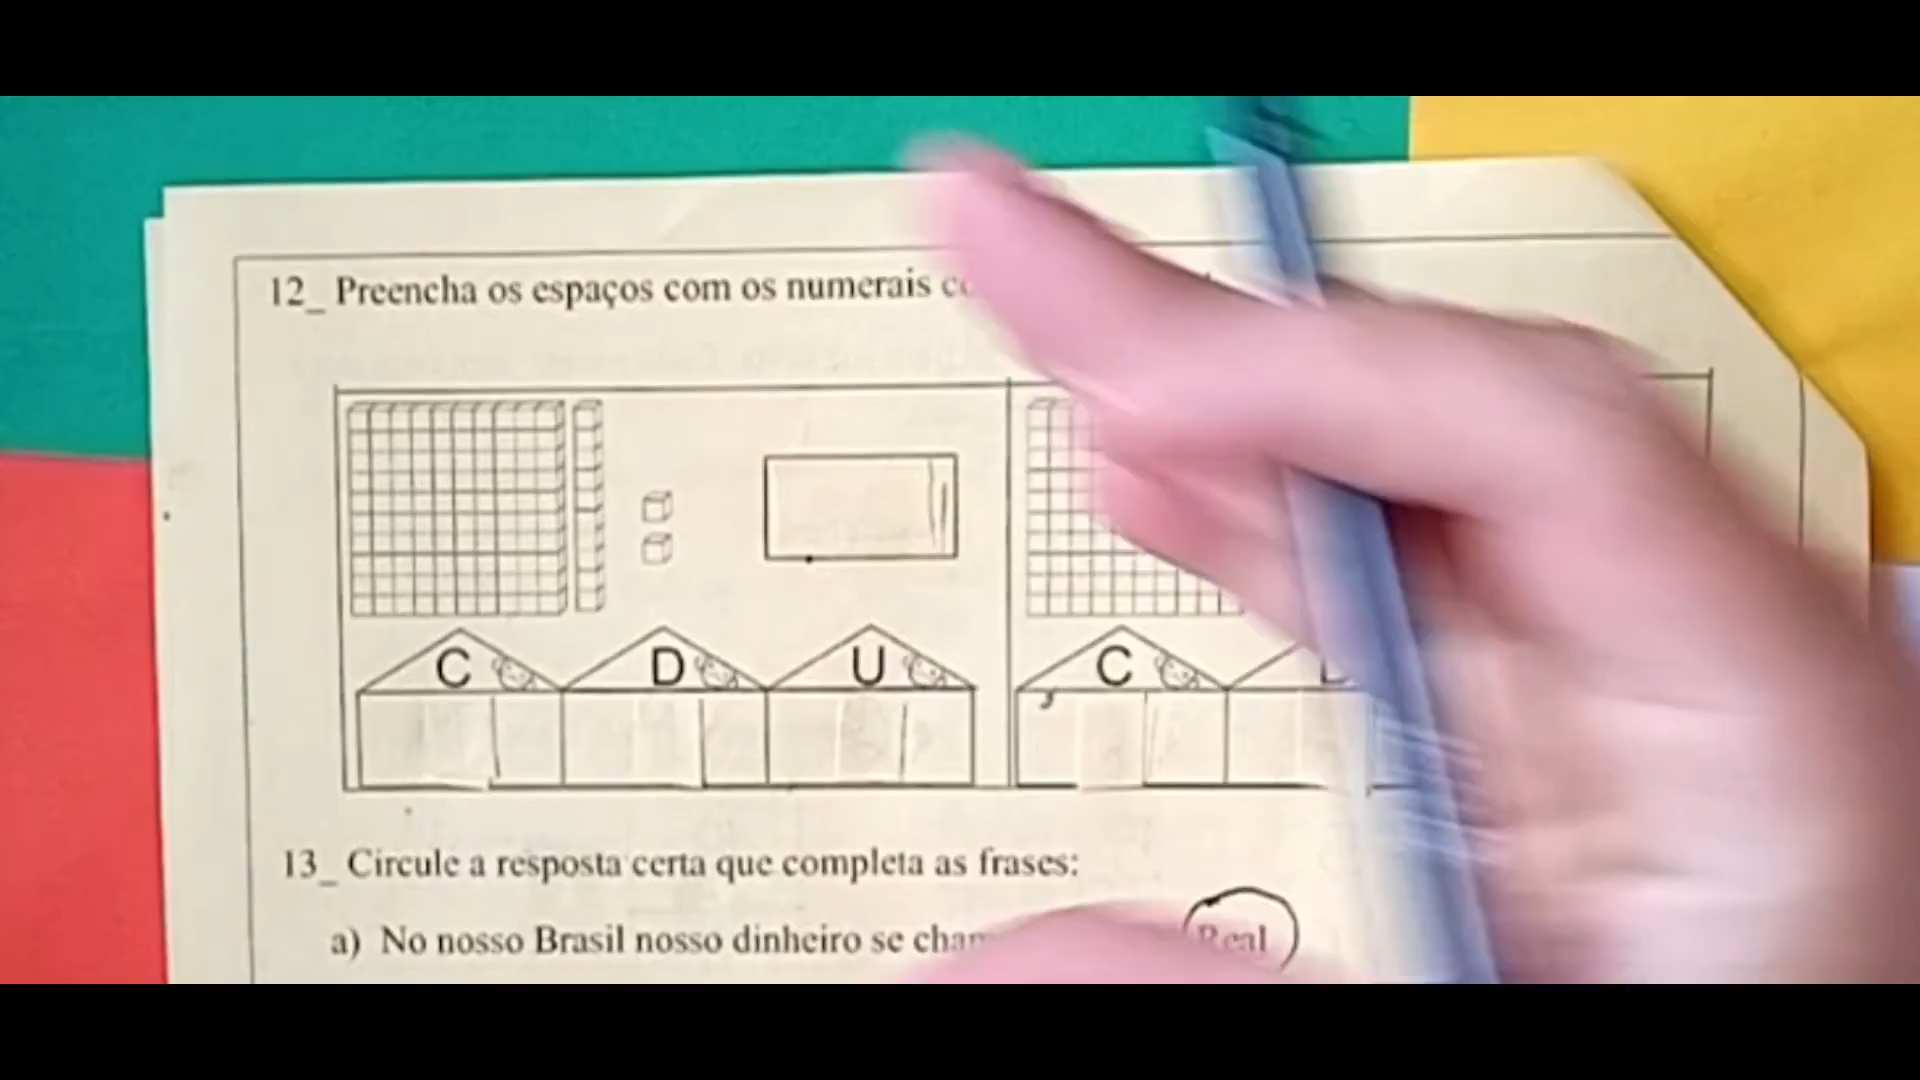 12_ Preencha os espaços com os numerais
C D U C
13_ Circule a resposta certa que completa as frases:
a) No nosso Brasil nosso dinheiro se Real